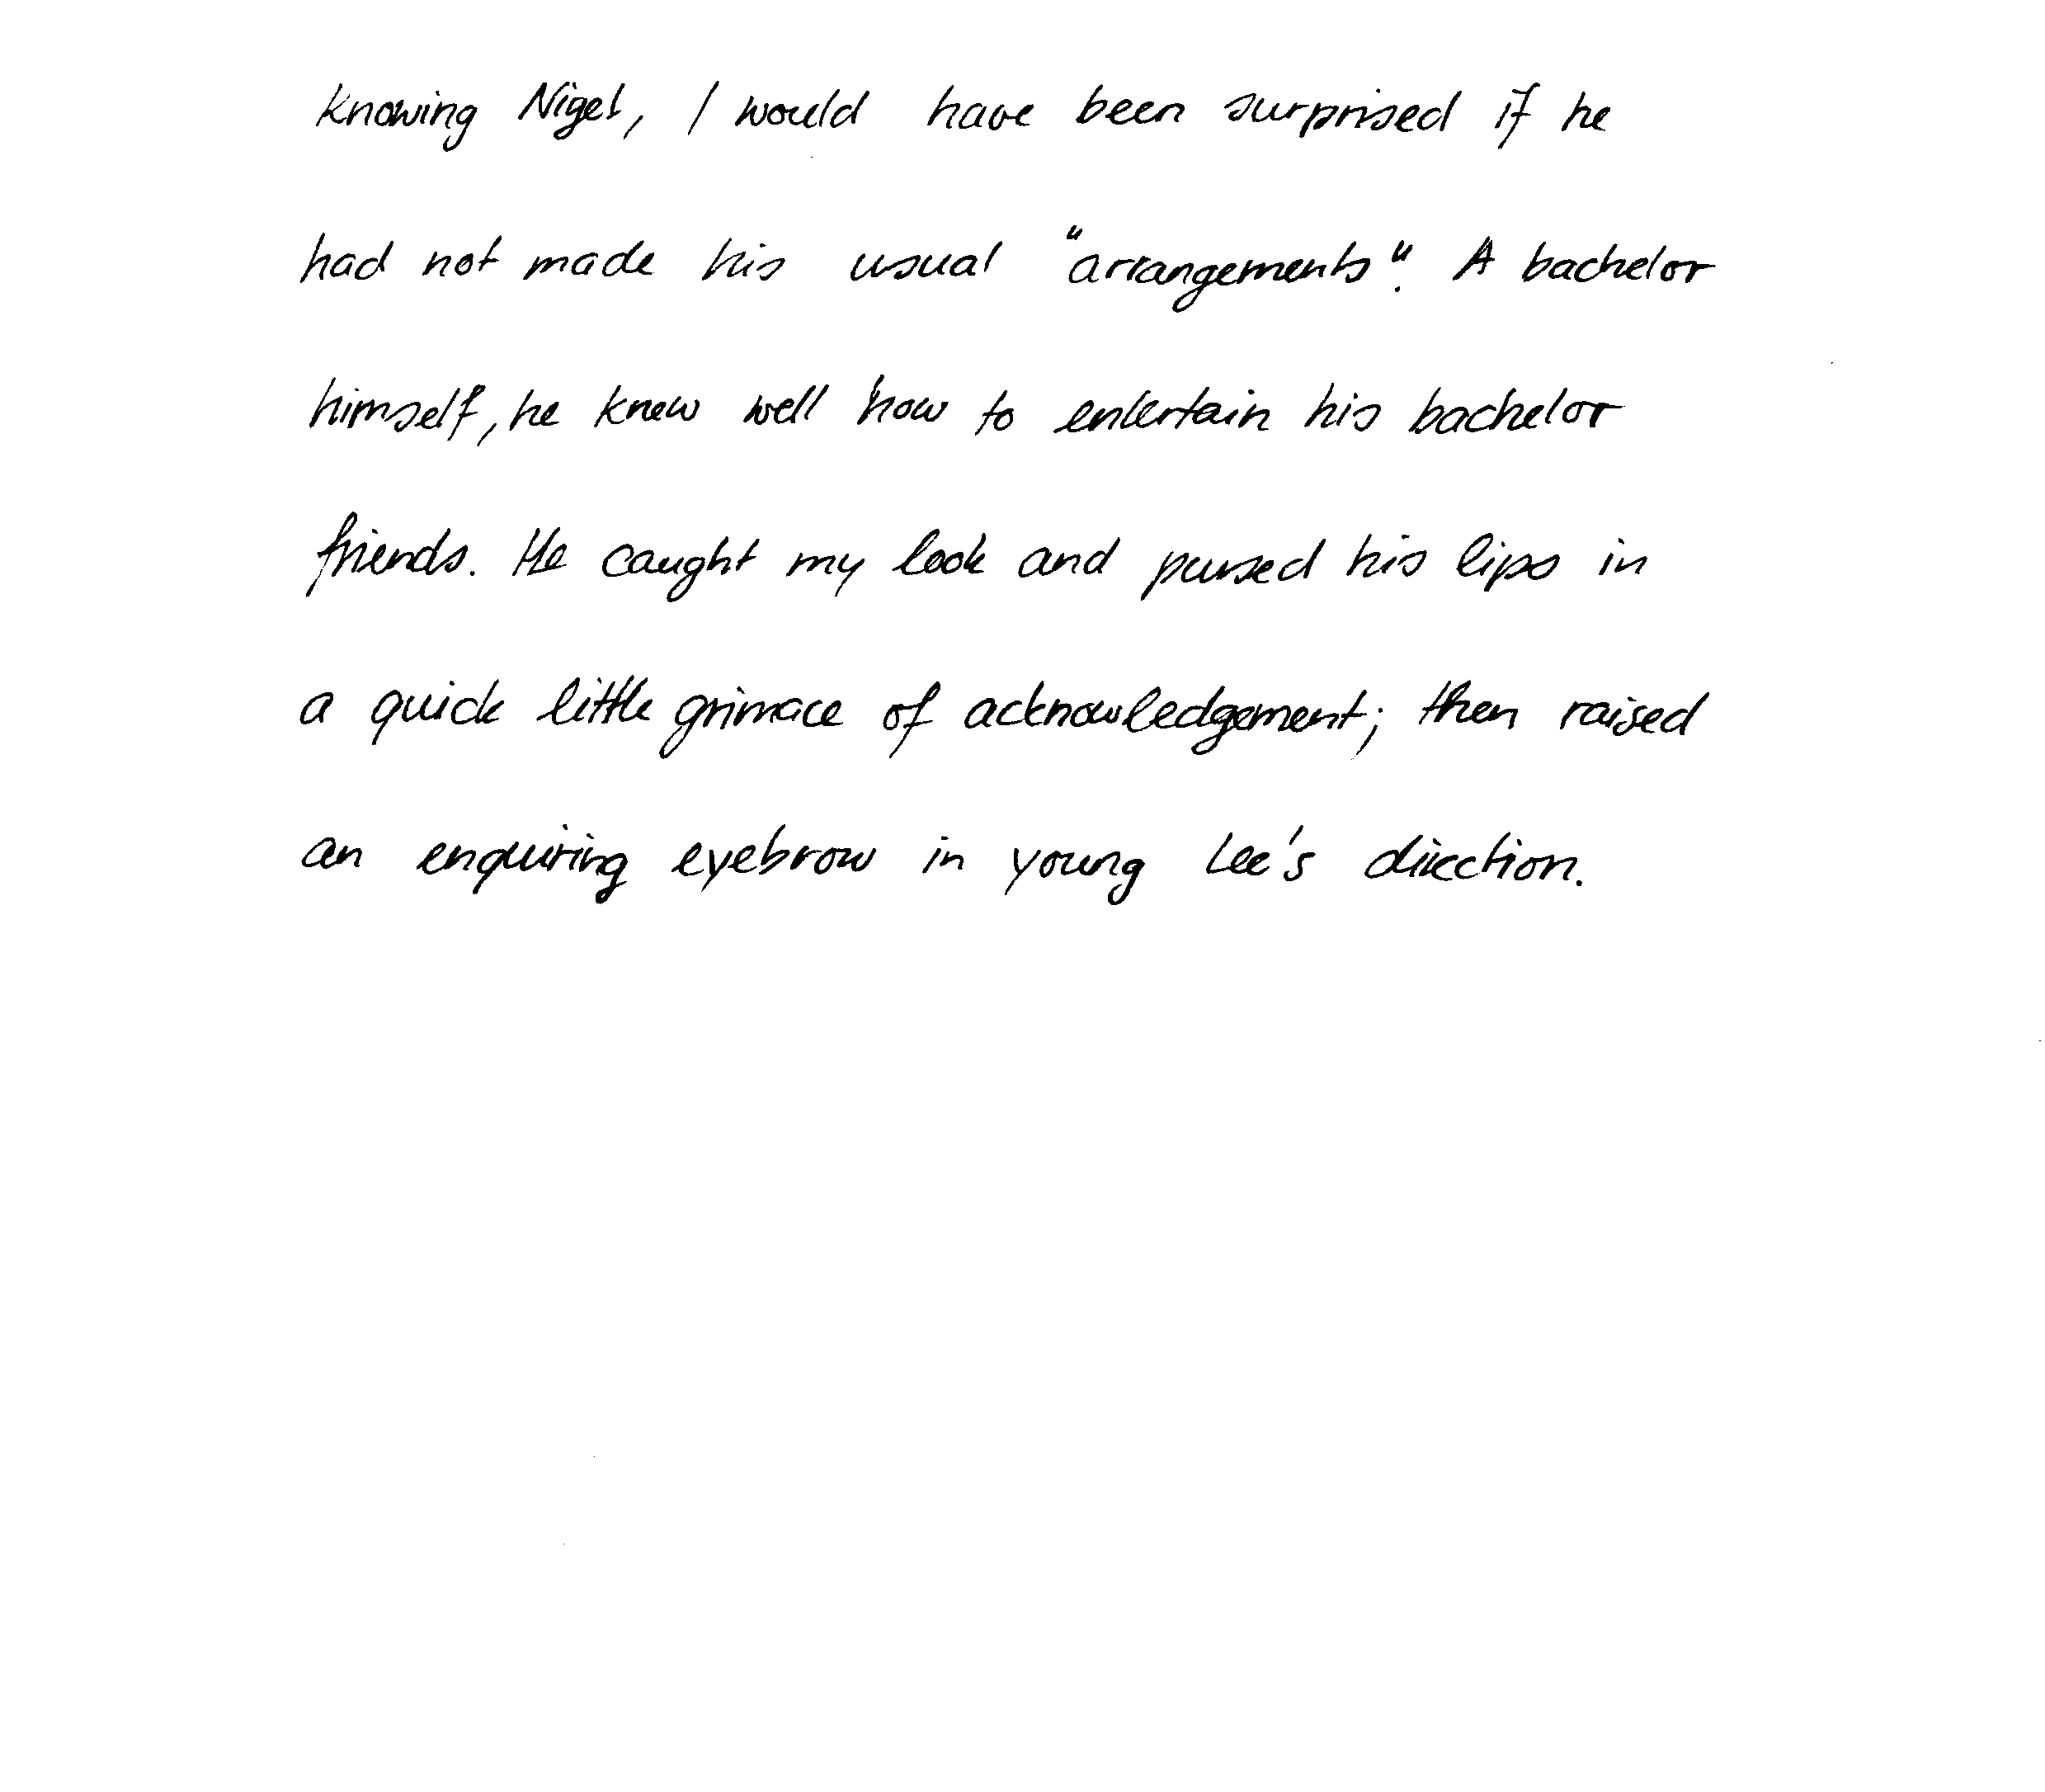 Knowing Nigel, I would have been surprised if he
had not made his usual "arrangements". A bachelor
himself, he knew well how to entertain his bachelor
friends. He caught my look and pursed his lips in
a quick little grimace of acknowledgement; then raised
an enquiring eyebrow in young Lee's direction.